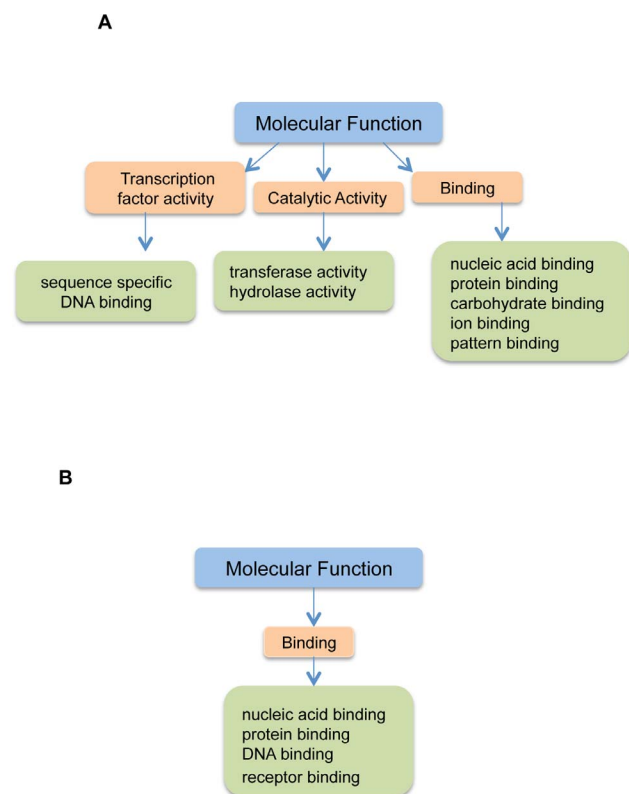 A
Molecular Function
Transcription
factor activity
Catalytic Activity
Binding
sequence specific
DNA binding
transferase activity
hydrolase activity
nucleic acid binding
protein binding
carbohydrate binding
ion binding
pattern binding
B
Molecular Function
Binding
nucleic acid binding
protein binding
DNA binding
receptor binding